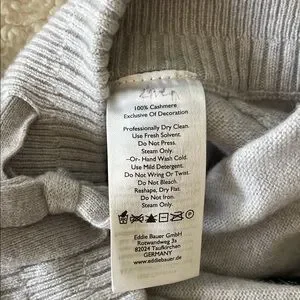 100% Cashmere
Exclusive Of Decoration
Professionally Dry Clean.
Use Fresh Solvent.
Do Not Press.
Steam Only.
-Or- Hand Wash Cold.
Use Mild Detergent.
Do Not Wring Or Twist.
Do Not Bleach.
Reshape, Dry Flat.
Do Not Iron.
Steam Only.
Eddie Bauer GmbH
Rotwandweg 3a
82024 Taufkirchen
GERMANY
www.eddiebauer.de